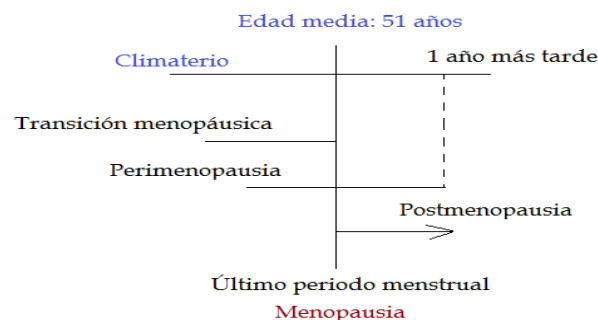 Edad media: 51 años
Climaterio
1 año más tarde
Transición menopáusica
Perimenopausia
Postmenopausia
Último periodo menstrual
Menopausia